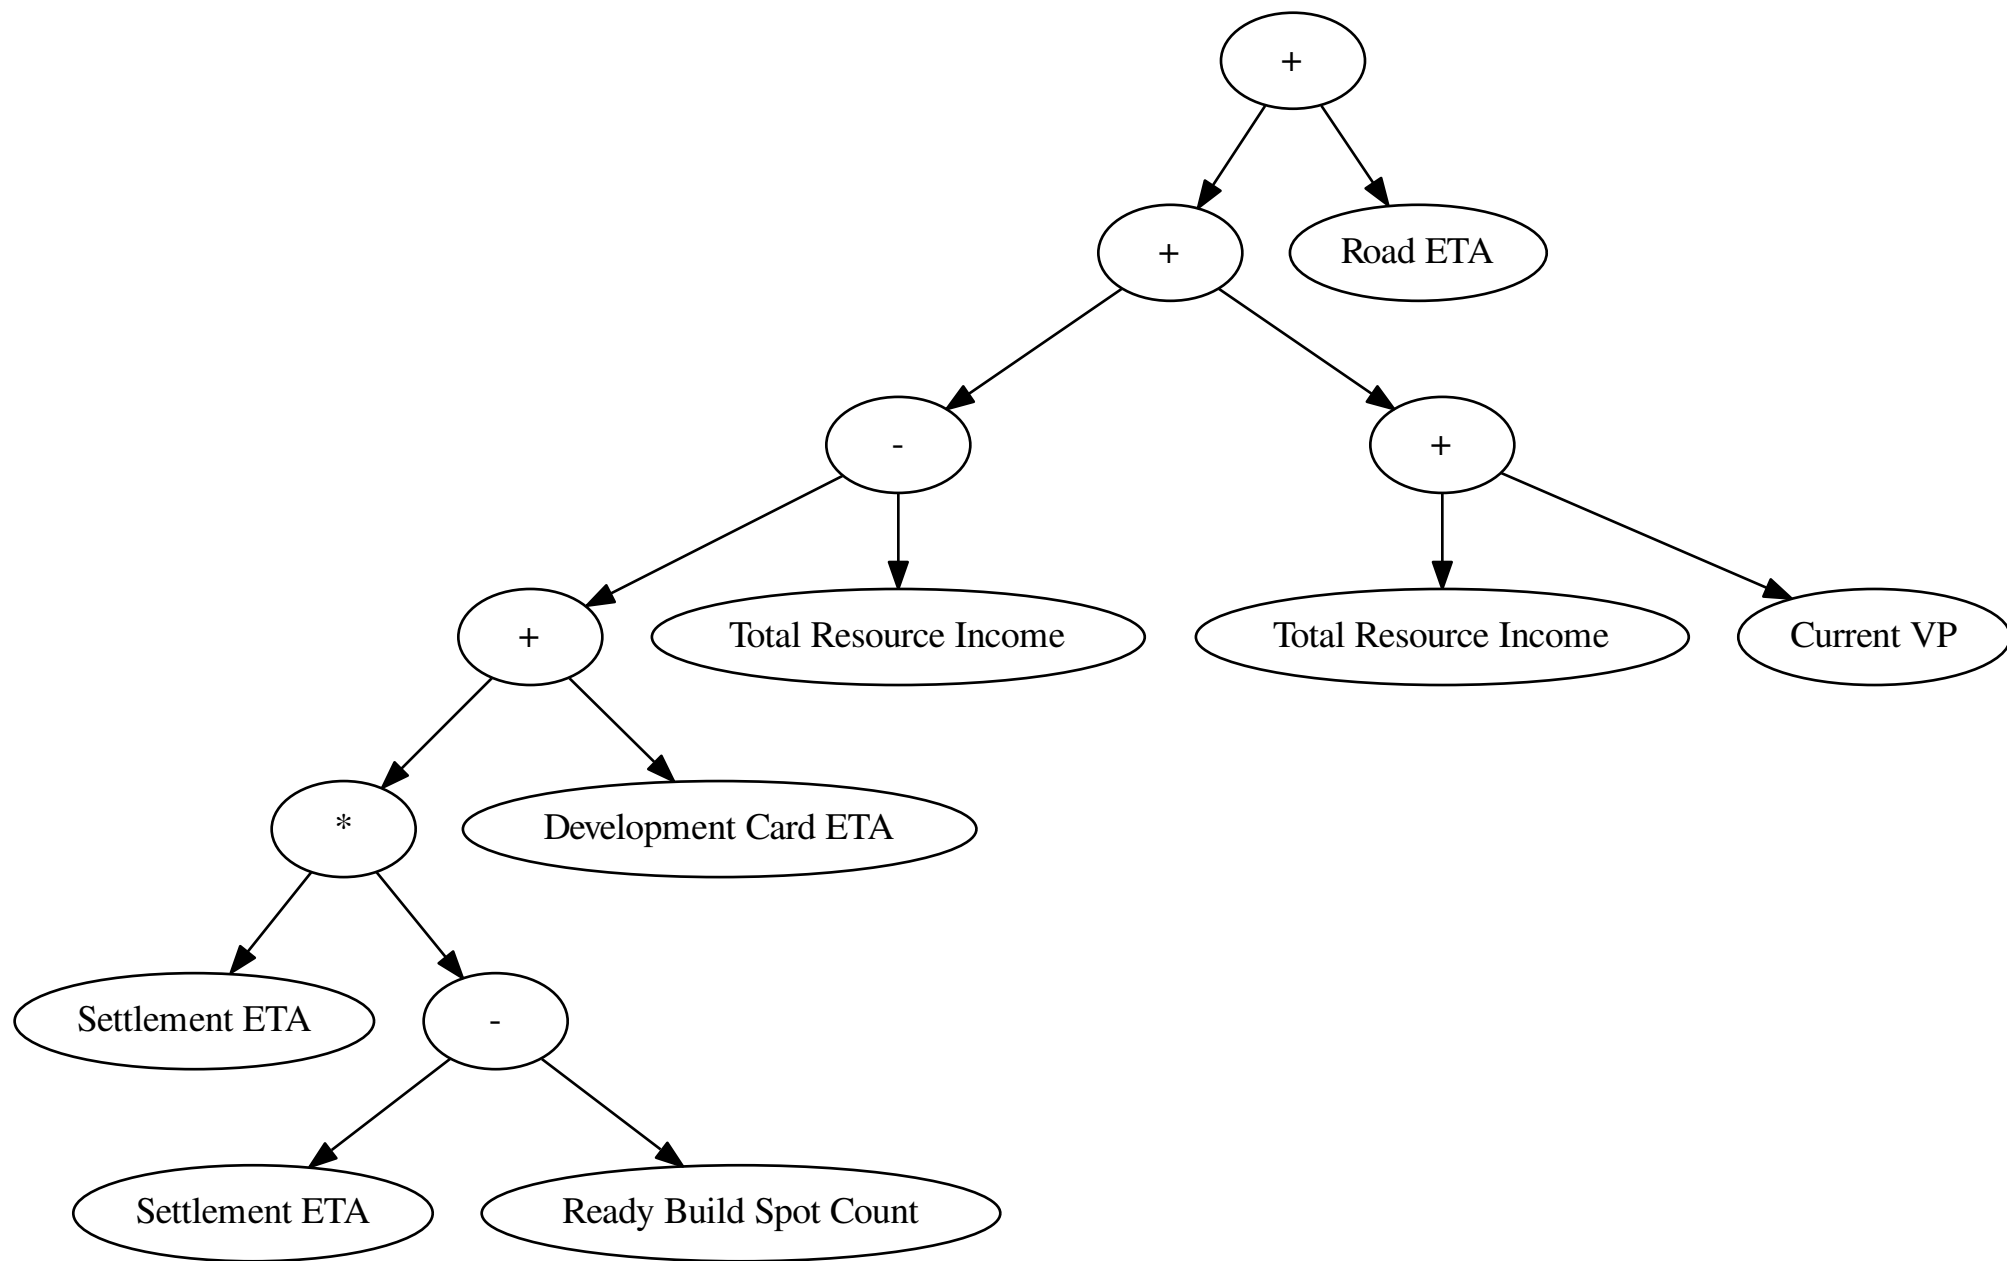 +
+
Road ETA
-
+
+
Total Resource Income
Total Resource Income
Current VP
*
Development Card ETA
Settlement ETA
-
Settlement ETA
Ready Build Spot Count